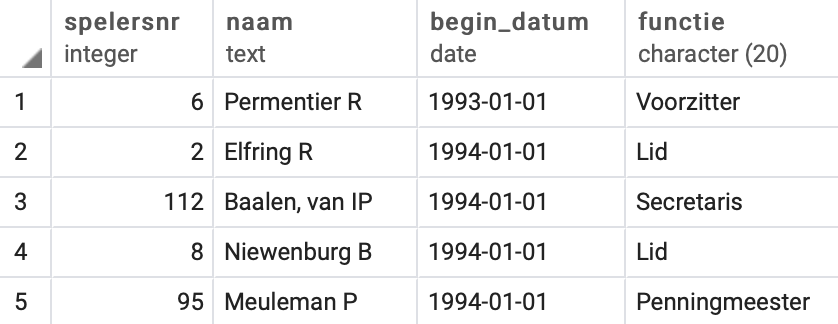 spelersnr naam begin_datum functie
integer text date character (20)
1 6 Permentier R 1993-01-01 Voorzitter
2 2 Elfring R 1994-01-01 Lid
3 112 Baalen, van IP 1994-01-01 Secretaris
4 8 Niewenburg B 1994-01-01 Lid
5 95 Meuleman P 1994-01-01 Penningmeester